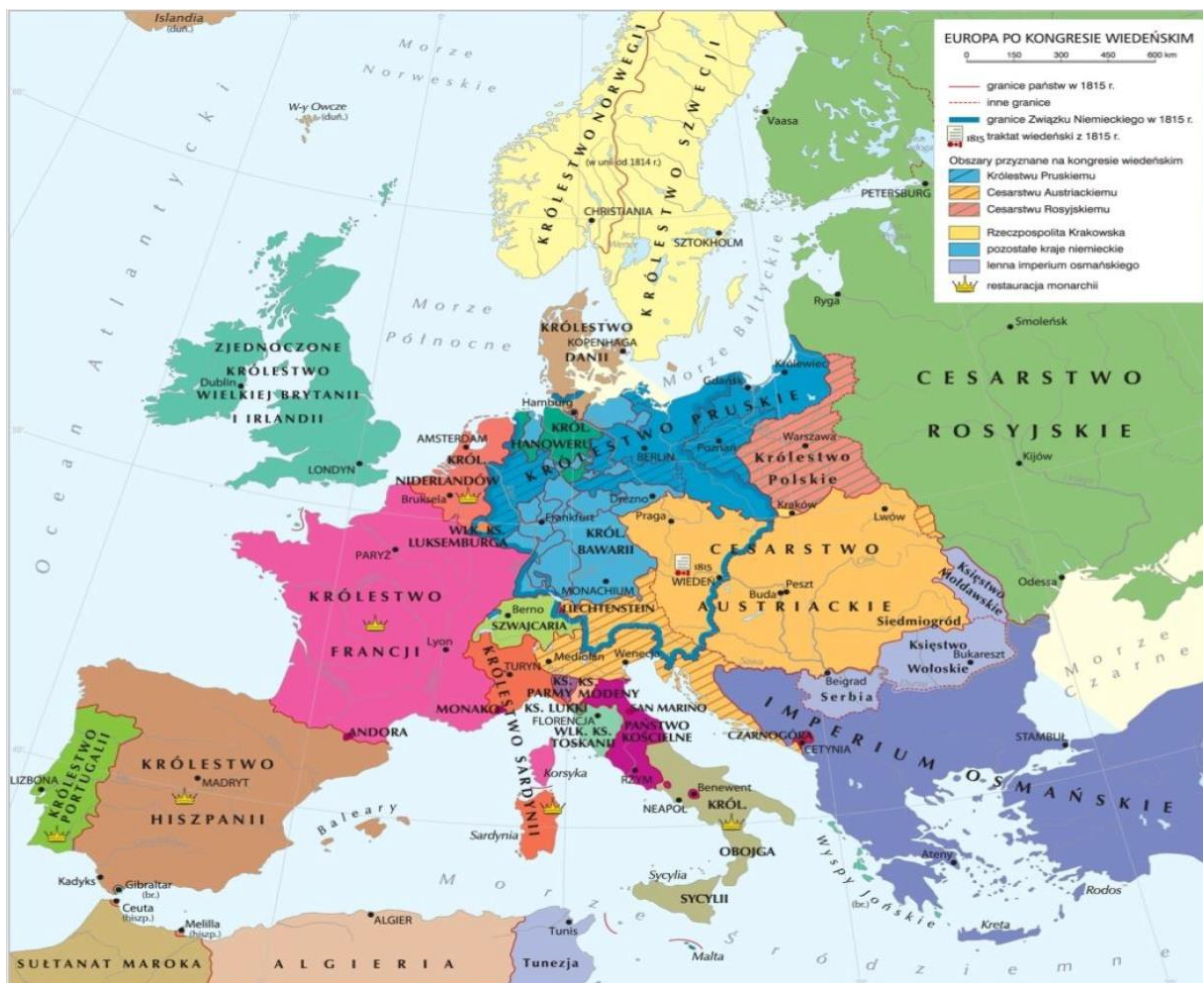 EUROPA PO KONGRESIE WIEDEŃSKIM
0 150 300 450 600 km
granice państw w 1815 r.
inne granice
granice Związku Niemieckiego w 1815 r.
1815 traktat wiedeński z 1815 r.
Obszary przyznane na kongresie wiedeńskim
Królestwu Pruskiemu
Cesarstwu Austriackiemu
Cesarstwu Rosyjskiemu
Rzeczpospolita Krakowska
pozostałe kraje niemieckie
lenna imperium osmańskiego
restauracja monarchii
Islandia
(duń.)
Morze
Norweskie
W-y Owcze
(duń.)
Ocean Atlantycki
KRÓLESTWO NORWEGII
(w unii od 1814 r.)
KRÓLESTWO SZWECJI
CHRISTIANIA
SZTOKHOLM
Vaasa
PETERSBURG
Morze Bałtyckie
Ryga
Smoleńsk
Morze
Północne
KRÓLESTWO
KOPENHAGA
DANII
ZJEDNOCZONE
KRÓLESTWO
Dublin
WIELKIEJ BRYTANII
I IRLANDII
LONDYN
Hamburg
KRÓL.
HANOWERU
KRÓLESTWO PRUSKIE
Gdańsk
Królewiec
BERLIN
Poznań
Warszawa
Królestwo
Polskie
CESARSTWO
ROSYJSKIE
Kijów
AMSTERDAM
KRÓL.
NIDERLANDÓW
Bruksela
WLK. KS.
LUKSEMBURGA
Frankfurt
Drezno
Praga
Kraków
Lwów
KRÓL.
BAWARII
MONACHIUM
CESARSTWO
AUSTRIACKIE
1815
WIEDEŃ
Buda
Peszt
Siedmiogród
Księstwo
Mołdawskie
Odessa
Księstwo
Wołoskie
Bukareszt
Belgrad
Serbia
Morze
Czarne
PARYŻ
KRÓLESTWO
FRANCJI
Lyon
Berno
SZWAJCARIA
LIECHTENSTEIN
Mediolan
Wenecja
TURYN
KRÓLESTWO SARDYNII
KS. KS.
PARMY MODENY
KS. LUKKI
FLORENCJA
WLK. KS.
TOSKANII
SAN MARINO
PAŃSTWO
KOŚCIELNE
RZYM
MONAKO
ANDORA
Korsyka
Sardynia
Benewent
NEAPOL
KRÓL.
OBOJGA
SYCYLII
Sycylia
CZARNOGÓRA
CETYNIA
IMPERIUM OSMAŃSKIE
STAMBUŁ
Ateny
Wyspy Jońskie
(br.)
Rodos
Kreta
Malta
KRÓLESTWO
PORTUGALII
LIZBONA
KRÓLESTWO
MADRYT
HISZPANII
Baleary
Kadyks
Gibraltar
(br.)
Ceuta
(hiszp.)
Melilla
(hiszp.)
ALGIER
Tunis
SUŁTANAT MAROKA
ALGIERIA
Tunezja
Morze Śródziemne